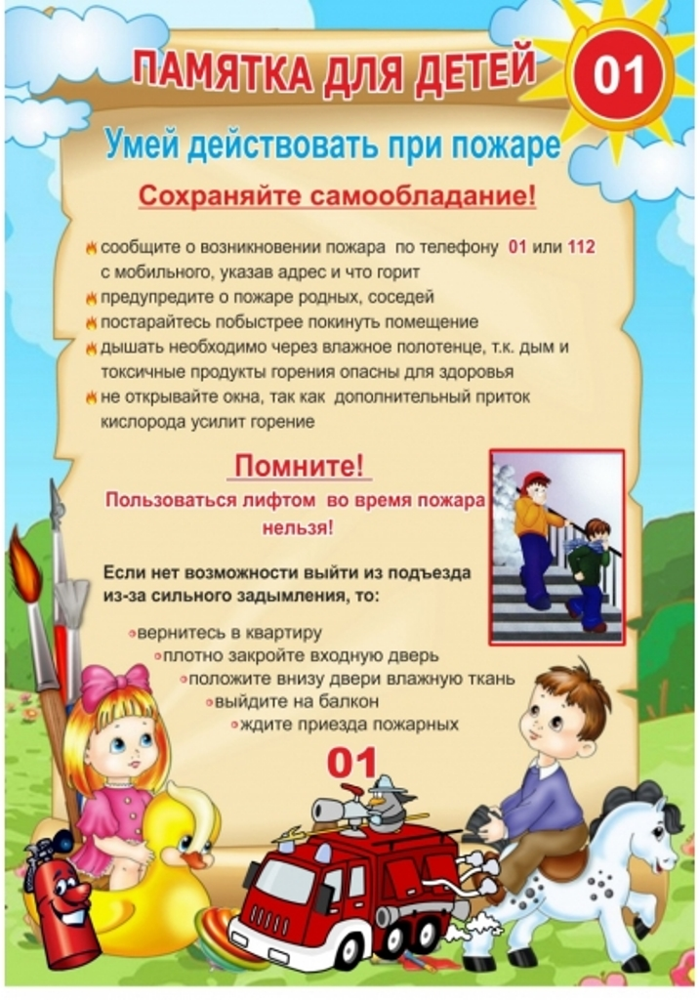 ПАМЯТКА ДЛЯ ДЕТЕЙ
01
Умей действовать при пожаре
Сохраняйте самообладание!
сообщите о возникновении пожара по телефону 01 или 112
с мобильного, указав адрес и что горит
предупредите о пожаре родных, соседей
постарайтесь побыстрее покинуть помещение
дышать необходимо через влажное полотенце, т.к. дым и
токсичные продукты горения опасны для здоровья
не открывайте окна, так как дополнительный приток
кислорода усилит горение
Помните!
Пользоваться лифтом во время пожара
нельзя!
Если нет возможности выйти из подъезда
из-за сильного задымления, то:
вернитесь в квартиру
плотно закройте входную дверь
положите внизу двери влажную ткань
выйдите на балкон
ждите приезда пожарных
01